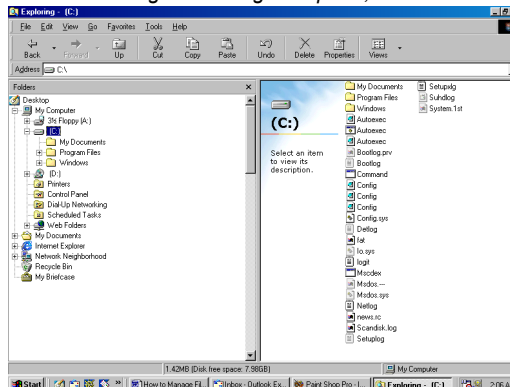 Exploring - (C:)
File Edit View Go Favorites Tools Help
Back Forward Up Cut Copy Paste Undo Delete Properties Views
Address C:\
Folders
Desktop
My Computer
3½ Floppy (A:)
(C:)
My Documents
Program Files
Windows
(D:)
Printers
Control Panel
Dial-Up Networking
Scheduled Tasks
Web Folders
My Documents
Internet Explorer
Network Neighborhood
Recycle Bin
My Briefcase
(C:)
Select an item
to view its
description.
My Documents
Program Files
Windows
Autoexec
Autoexec
Autoexec
Bootlog.prv
Bootlog
Command
Config
Config
Config
Config.sys
Detlog
fat
Io.sys
logit
Mscdex
Msdos.---
Msdos.sys
Netlog
news.rc
Scandisk.log
Setuplog
Setupxlg
Suhdlog
System.1st
1.42MB (Disk free space: 7.98GB) My Computer
Start How to Manage Fil... Inbox - Outlook Ex... Paint Shop Pro - I... Exploring - (C:) 2:06 A